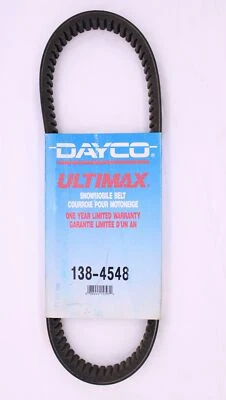 DAYCO
ULTIMAX
SNOWMOBILE BELT
COURROIE POUR MOTONEIGE
ONE YEAR LIMITED WARRANTY
GARANTIE LIMITÉE D'UN AN
138-4548